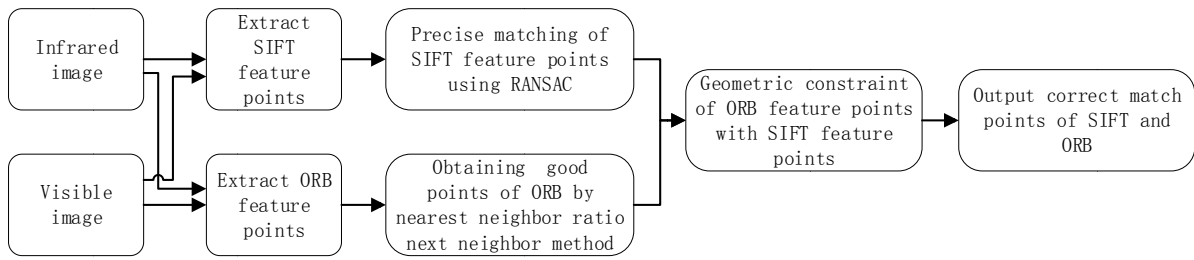 Infrared
image
Extract
SIFT
feature
points
Precise matching of
SIFT feature points
using RANSAC
Visible
image
Extract ORB
feature
points
Obtaining good
points of ORB by
nearest neighbor ratio
next neighbor method
Geometric constraint
of ORB feature points
with SIFT feature
points
Output correct match
points of SIFT and
ORB